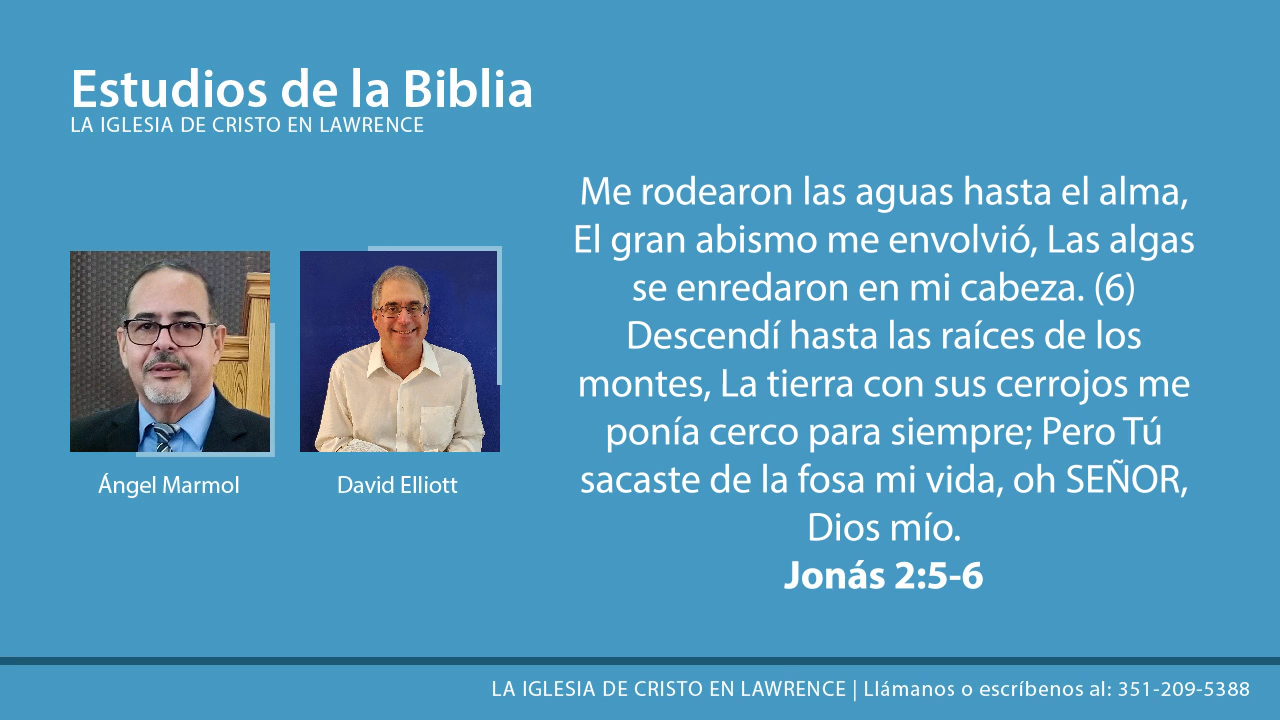 Estudios de la Biblia
LA IGLESIA DE CRISTO EN LAWRENCE
Me rodearon las aguas hasta el alma,
El gran abismo me envolvió, Las algas
se enredaron en mi cabeza. (6)
Descendí hasta las raíces de los
montes, La tierra con sus cerrojos me
ponía cerco para siempre; Pero Tú
sacaste de la fosa mi vida, oh SEÑOR,
Dios mío.
Jonás 2:5-6
Ángel Marmol
David Elliott
LA IGLESIA DE CRISTO EN LAWRENCE | Llámanos o escríbenos al: 351-209-5388